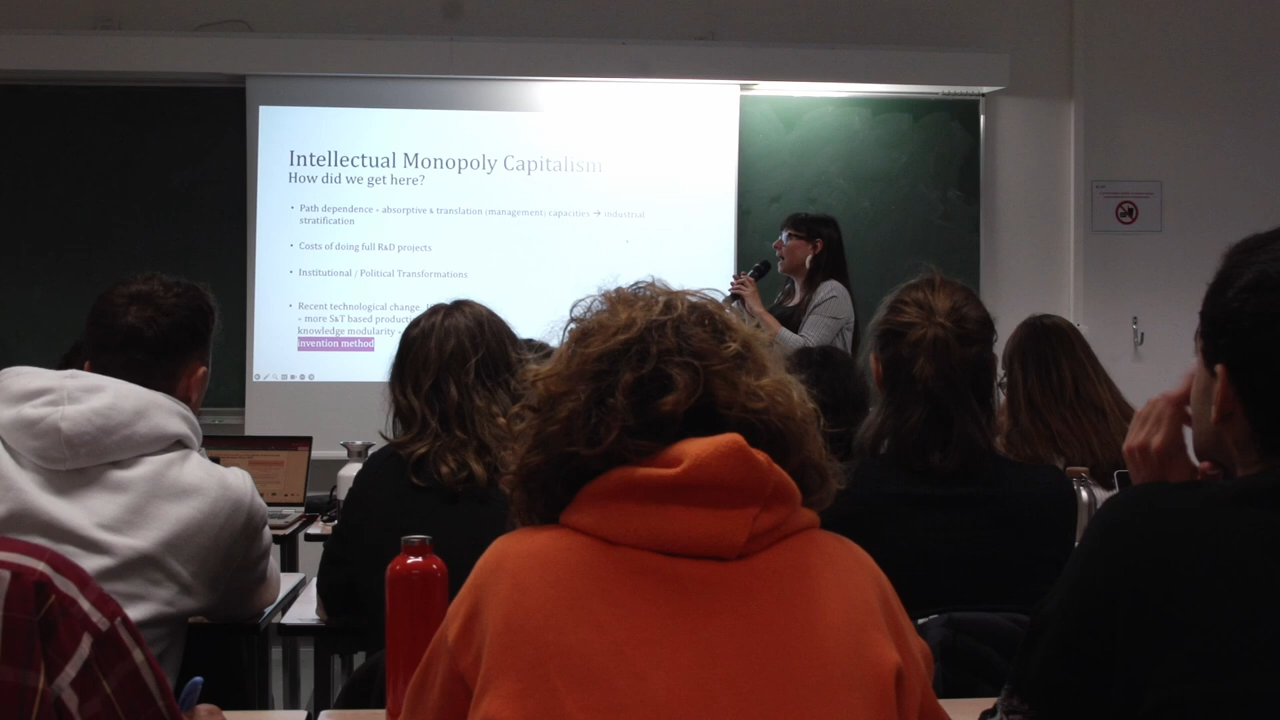 Intellectual Monopoly Capitalism
How did we get here?
• Path dependence + absorptive & translation (management) capacities → industrial
stratification
• Costs of doing full R&D projects
• Institutional / Political Transformations
• Recent technological change,
+ more S&T based
knowledge modularity +
invention method